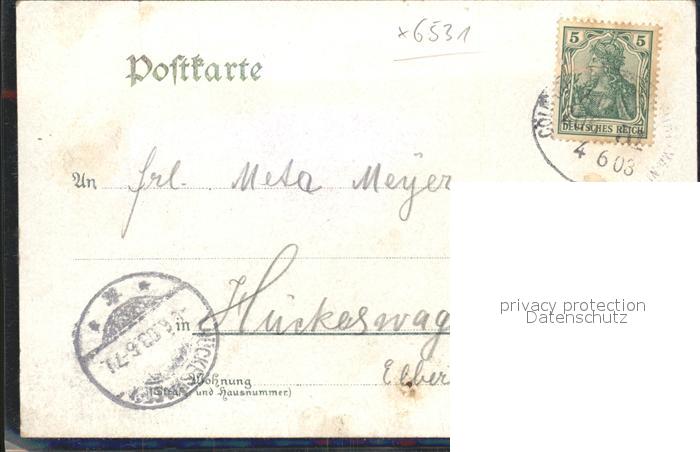 x6531
5 5
DEUTSCHES REICH
Postkarte
4 6 03
An Frl. Meta Meyer
privacy protection
Datenschutz
in Hückeswag
Wohnung
(Straße und Hausnummer)